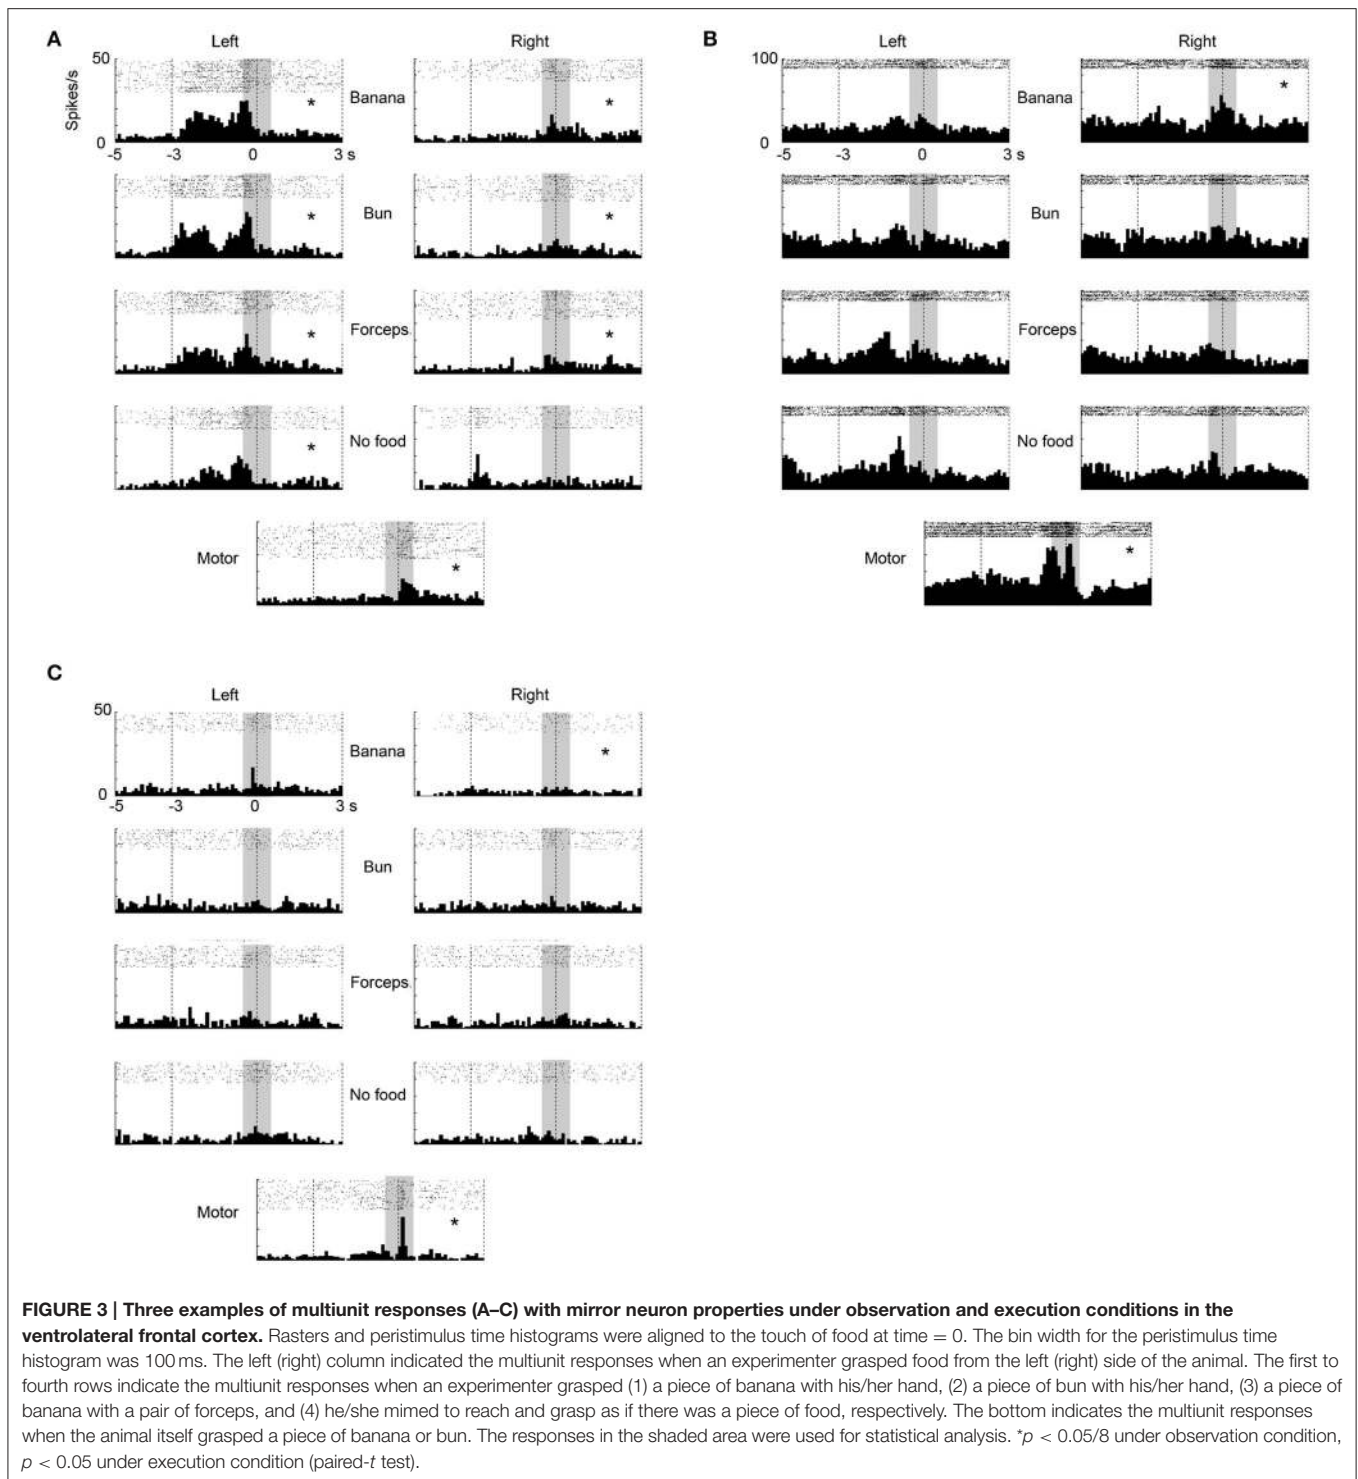 A
Left
Right
50
Spikes/s
0
-5 -3 0 3 s
Banana
*
*
Bun
*
*
Forceps
*
*
No food
*
Motor
*
B
Left
Right
100
0
-5 -3 0 3 s
Banana
*
Bun
Forceps
No food
Motor
*
C
Left
Right
50
0
-5 -3 0 3 s
Banana
*
Bun
Forceps
No food
Motor
*
FIGURE 3 | Three examples of multiunit responses (A–C) with mirror neuron properties under observation and execution conditions in the
ventrolateral frontal cortex. Rasters and peristimulus time histograms were aligned to the touch of food at time = 0. The bin width for the peristimulus time
histogram was 100 ms. The left (right) column indicated the multiunit responses when an experimenter grasped food from the left (right) side of the animal. The first to
fourth rows indicate the multiunit responses when an experimenter grasped (1) a piece of banana with his/her hand, (2) a piece of bun with his/her hand, (3) a piece of
banana with a pair of forceps, and (4) he/she mimed to reach and grasp as if there was a piece of food, respectively. The bottom indicates the multiunit responses
when the animal itself grasped a piece of banana or bun. The responses in the shaded area were used for statistical analysis. *p < 0.05/8 under observation condition,
p < 0.05 under execution condition (paired-t test).